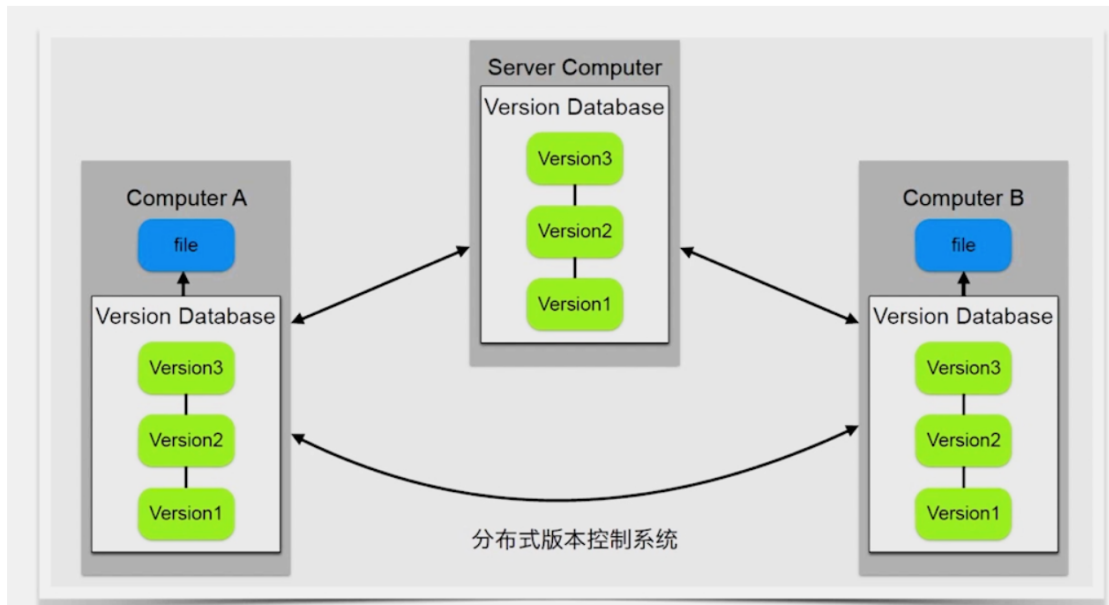 Server Computer
Version Database
Version3
Version2
Version1
Computer A
file
Version Database
Version3
Version2
Version1
Computer B
file
Version Database
Version3
Version2
Version1
分布式版本控制系统